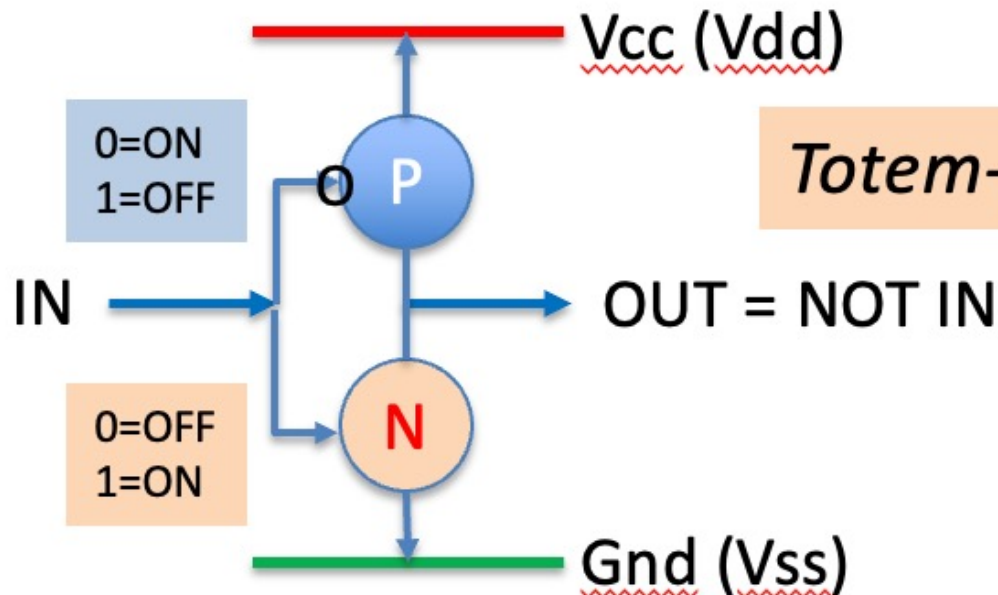 Vcc (Vdd)
0=ON
1=OFF
O
P
Totem-
IN
OUT = NOT IN
0=OFF
1=ON
N
Gnd (Vss)